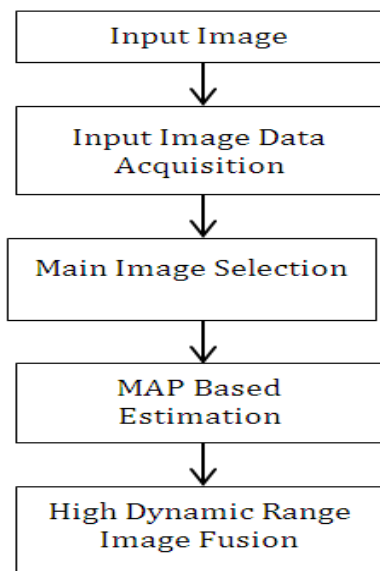 Input Image
Input Image Data
Acquisition
Main Image Selection
MAP Based
Estimation
High Dynamic Range
Image Fusion